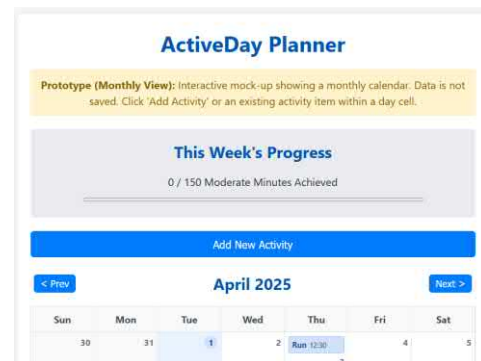 ActiveDay Planner
Prototype (Monthly View): Interactive mock-up showing a monthly calendar. Data is not
saved. Click 'Add Activity' or an existing activity item within a day cell.
This Week's Progress
0 / 150 Moderate Minutes Achieved
Add New Activity
< Prev April 2025 Next >
Sun Mon Tue Wed Thu Fri Sat
30 31 1 2 Run 12:30 4 5